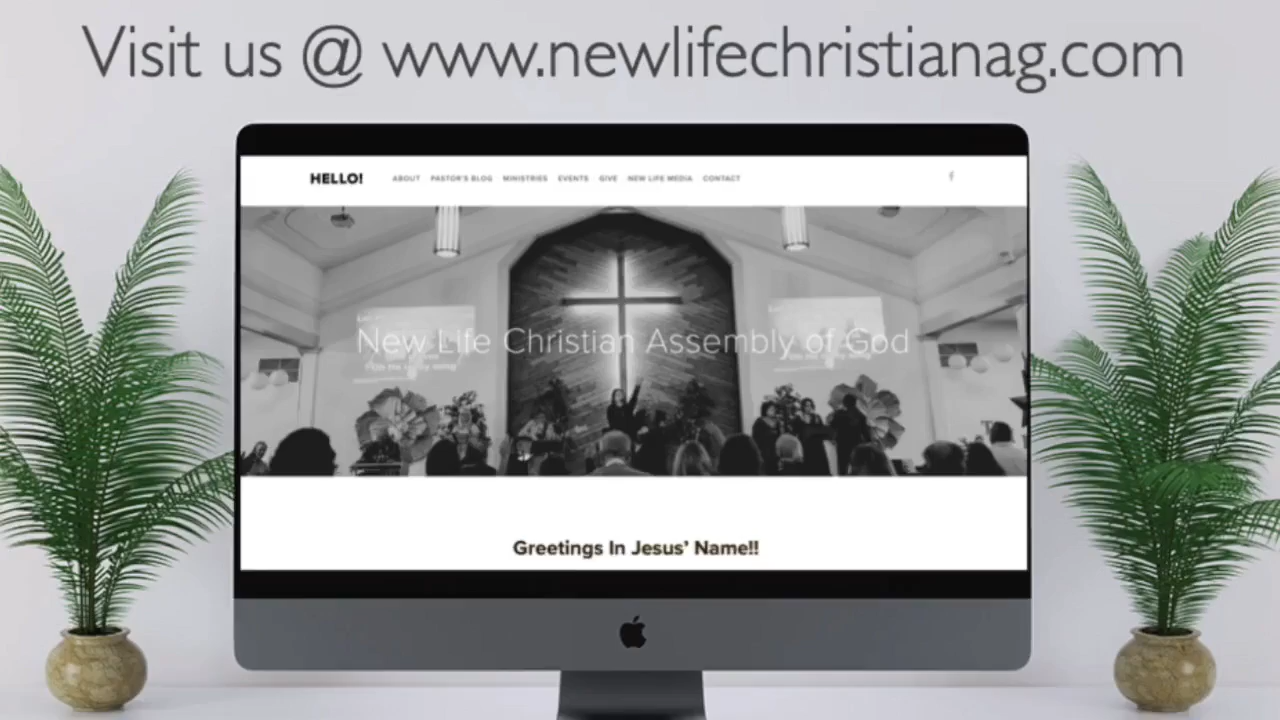 Visit us @ www.newlifechristianag.com
HELLO! ABOUT PASTOR'S BLOG MINISTRIES EVENTS GIVE NEW LIFE MEDIA CONTACT
New Life Christian Assembly of God
Greetings In Jesus' Name!!